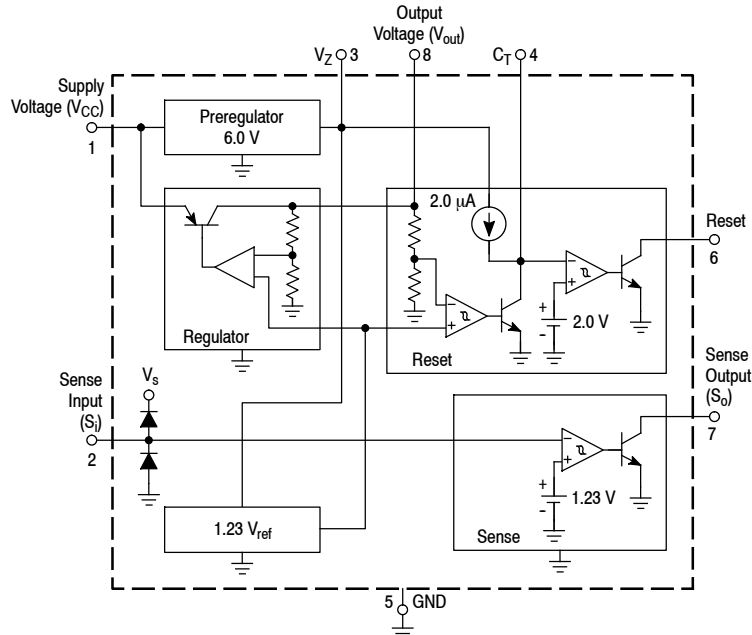 Output
Voltage (Vout)
VZ 3
8
CT 4
Supply
Voltage (VCC)
1
Preregulator
6.0 V
2.0 µA
Reset
6
2.0 V
Regulator
Reset
Sense
Input
(Si)
2
Vs
Sense
Output
(So)
7
1.23 V
1.23 Vref
Sense
5 GND